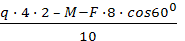 q · 4 · 2 – M–F · 8 · cos60⁰
10